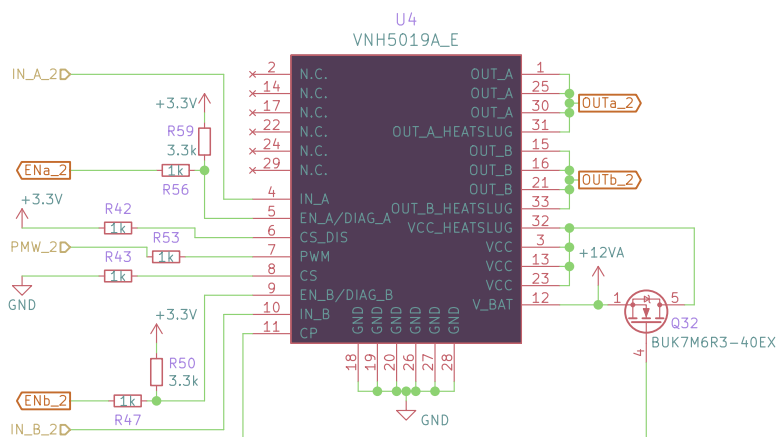 U4
VNH5019A_E
IN_A_2
2 N.C. OUT_A 1
14 N.C. OUT_A 25
17 N.C. OUT_A 30
22 N.C. OUT_A_HEATSLUG 31
24 N.C. OUT_B 15
29 N.C. OUT_B 16
OUT_B 21
4 IN_A OUT_B_HEATSLUG 33
5 EN_A/DIAG_A VCC_HEATSLUG 32
6 CS_DIS VCC 3
7 PWM VCC 13
8 CS VCC 23
9 EN_B/DIAG_B V_BAT 12
10 IN_B
11 CP
GND GND GND GND GND GND
18 19 20 26 27 28
GND
OUTa_2
OUTb_2
+3.3V
R59
3.3k
ENa_2
1k
R56
+3.3V
R42
1k
PMW_2
R53
1k
R43
1k
GND
+3.3V
R50
3.3k
ENb_2
1k
R47
IN_B_2
+12VA
1 5
Q32
BUK7M6R3-40EX
4